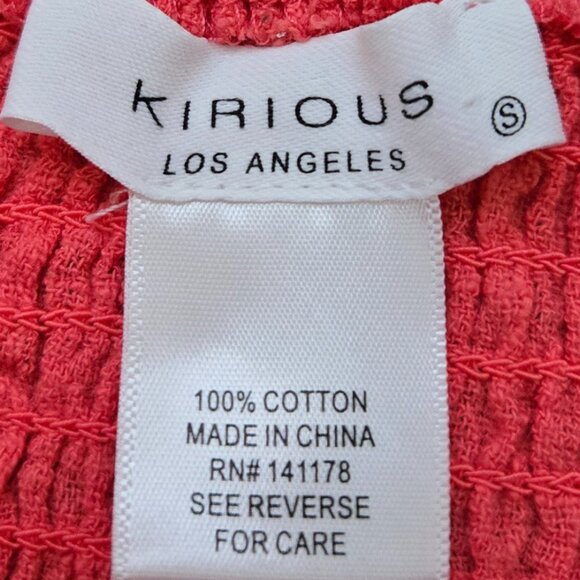 KIRIOUS
LOS ANGELES
S
100% COTTON
MADE IN CHINA
RN# 141178
SEE REVERSE
FOR CARE